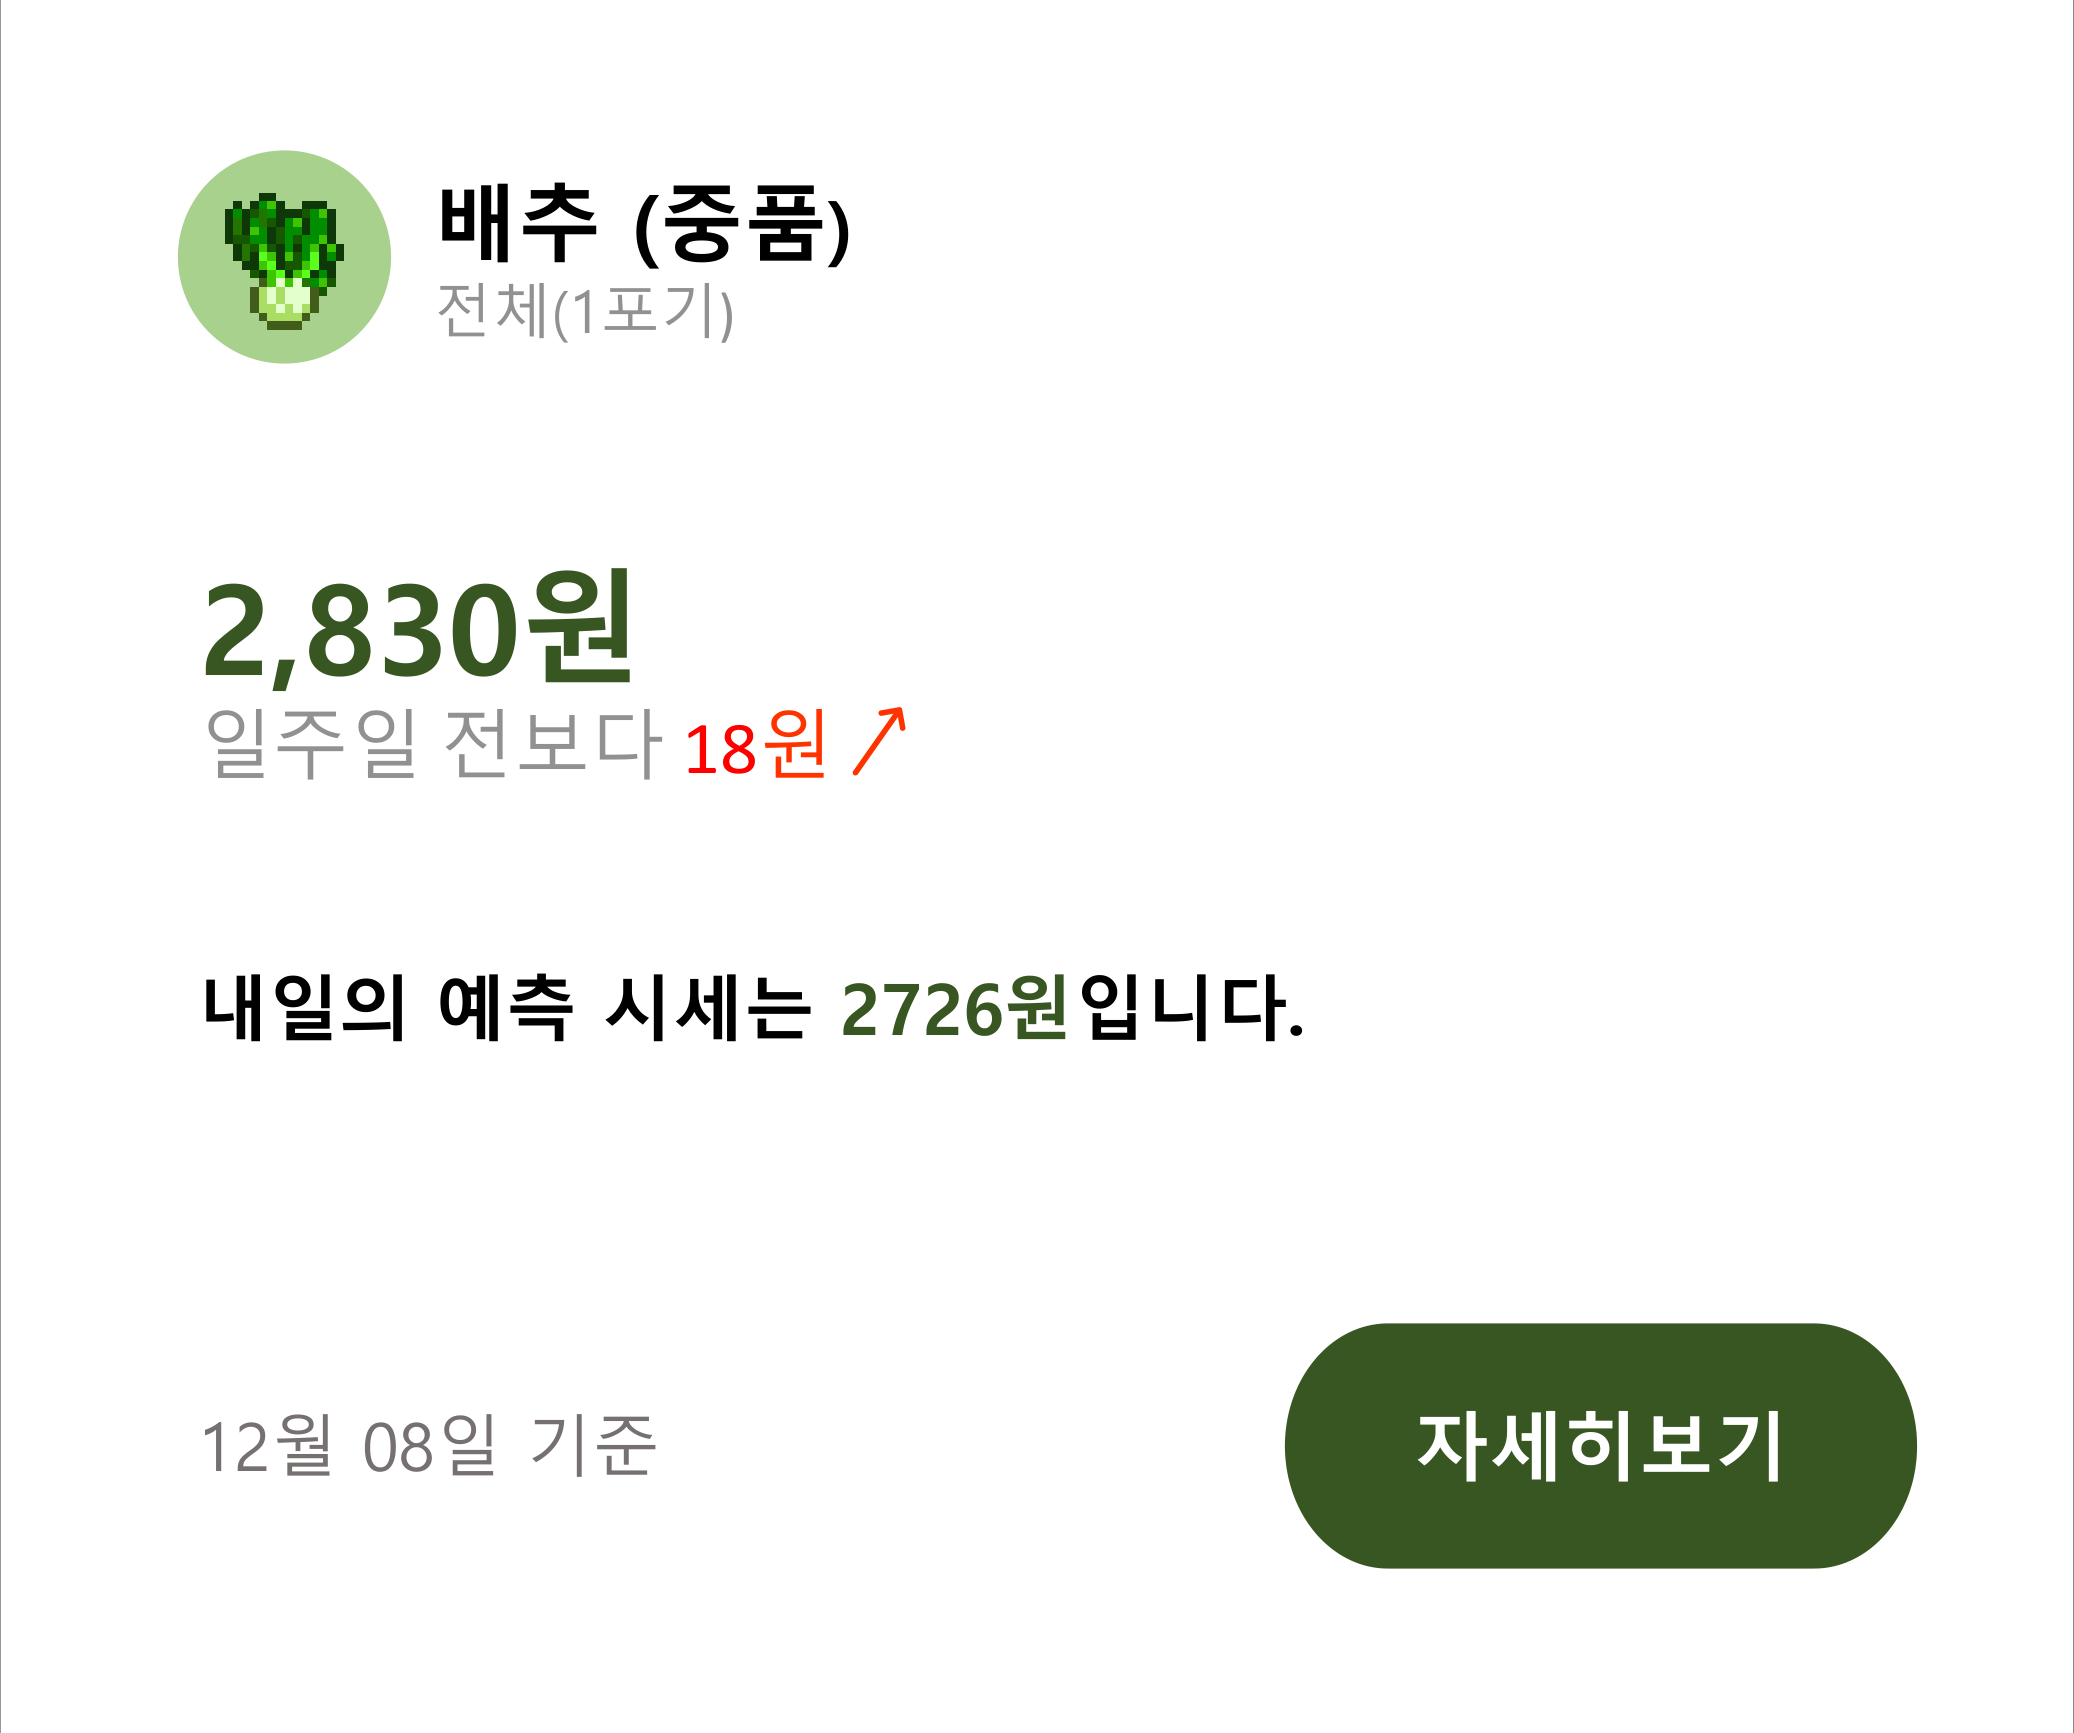 배추 (중품)
전체(1포기)
2,830원
일주일 전보다 18원 ↗
내일의 예측 시세는 2726원입니다.
12월 08일 기준
자세히보기